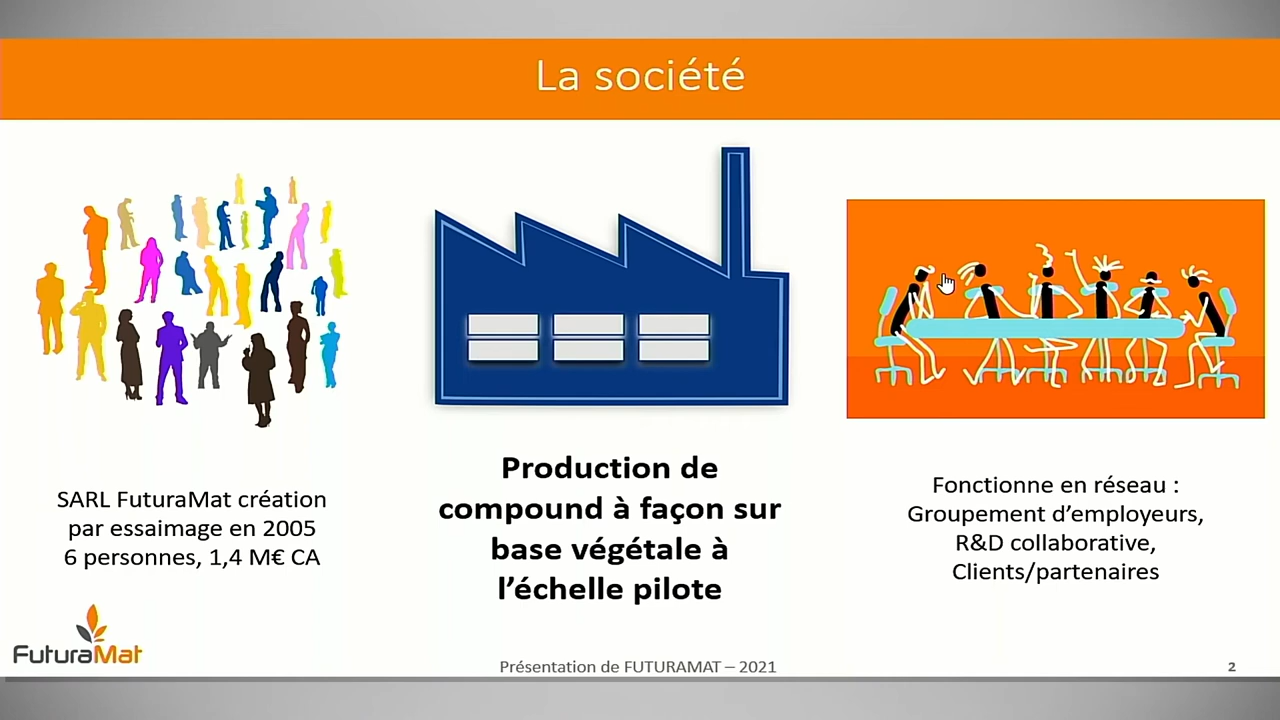 La société
SARL FuturaMat création
par essaimage en 2005
6 personnes, 1,4 M€ CA
Production de
compound à façon sur
base végétale à
l’échelle pilote
Fonctionne en réseau :
Groupement d’employeurs,
R&D collaborative,
Clients/partenaires
FuturaMat
Présentation de FUTURAMAT – 2021
2